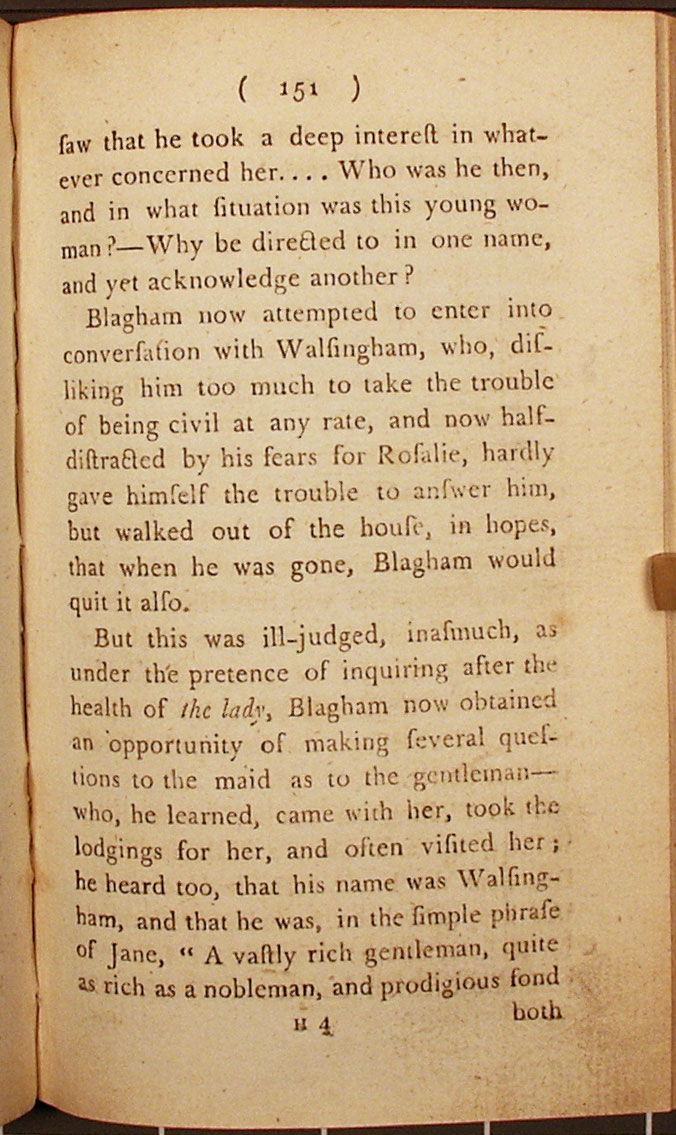 ( 151 )
ſaw that he took a deep intereſt in what-
ever concerned her.... Who was he then,
and in what ſituation was this young wo-
man?—Why be directed to in one name,
and yet acknowledge another?
Blagham now attempted to enter into
converſation with Walſingham, who, diſ-
liking him too much to take the trouble
of being civil at any rate, and now half-
diſtracted by his fears for Roſalie, hardly
gave himſelf the trouble to anſwer him,
but walked out of the houſe, in hopes,
that when he was gone, Blagham would
quit it alſo.
But this was ill-judged, inaſmuch, as
under the pretence of inquiring after the
health of the lady, Blagham now obtained
an opportunity of making ſeveral queſ-
tions to the maid as to the gentleman—
who, he learned, came with her, took the
lodgings for her, and often viſited her;
he heard too, that his name was Walſing-
ham, and that he was, in the ſimple phraſe
of Jane, “ A vaſtly rich gentleman, quite
as rich as a nobleman, and prodigious fond
H 4
both